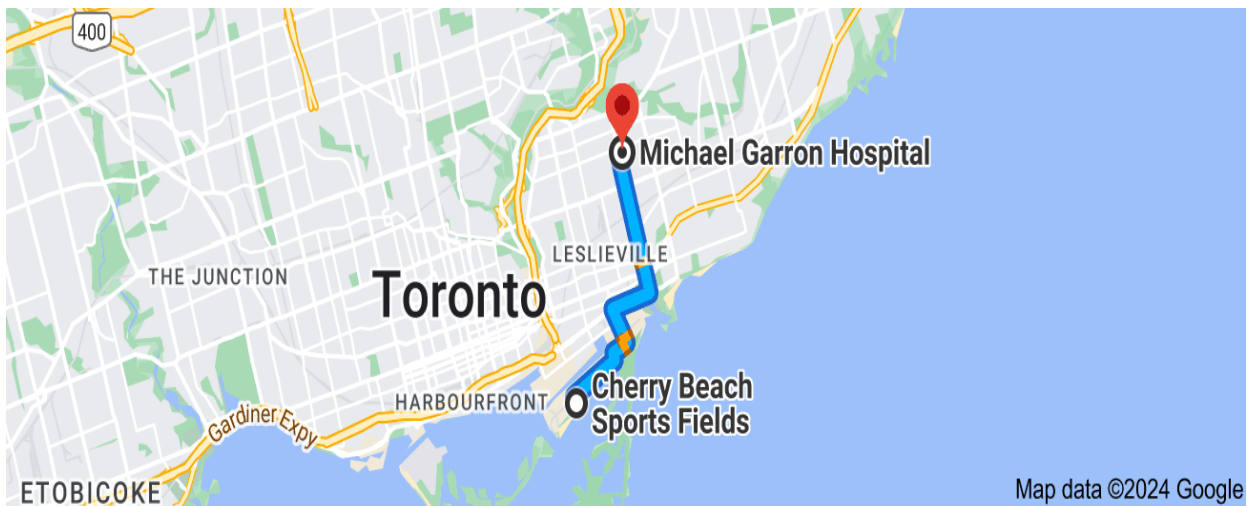 400
Michael Garron Hospital
LESLIEVILLE
THE JUNCTION
Toronto
Cherry Beach
Sports Fields
HARBOURFRONT
Gardiner Expy
ETOBICOKE
Map data ©2024 Google